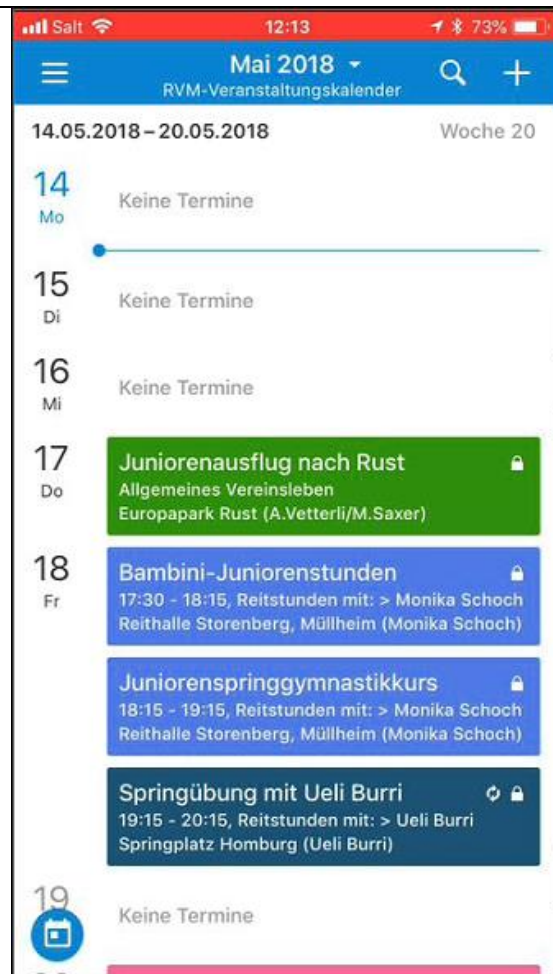 Salt 12:13 73%
Mai 2018
RVM-Veranstaltungskalender
14.05.2018 – 20.05.2018 Woche 20
14 Keine Termine
Mo
15 Keine Termine
Di
16 Keine Termine
Mi
17 Juniorenausflug nach Rust
Do Allgemeines Vereinsleben
Europapark Rust (A.Vetterli/M.Saxer)
18 Bambini-Juniorenstunden
Fr 17:30 - 18:15, Reitstunden mit: > Monika Schoch
Reithalle Storenberg, Müllheim (Monika Schoch)
Juniorenspringgymnastikkurs
18:15 - 19:15, Reitstunden mit: > Monika Schoch
Reithalle Storenberg, Müllheim (Monika Schoch)
Springübung mit Ueli Burri
19:15 - 20:15, Reitstunden mit: > Ueli Burri
Springplatz Homburg (Ueli Burri)
19 Keine Termine